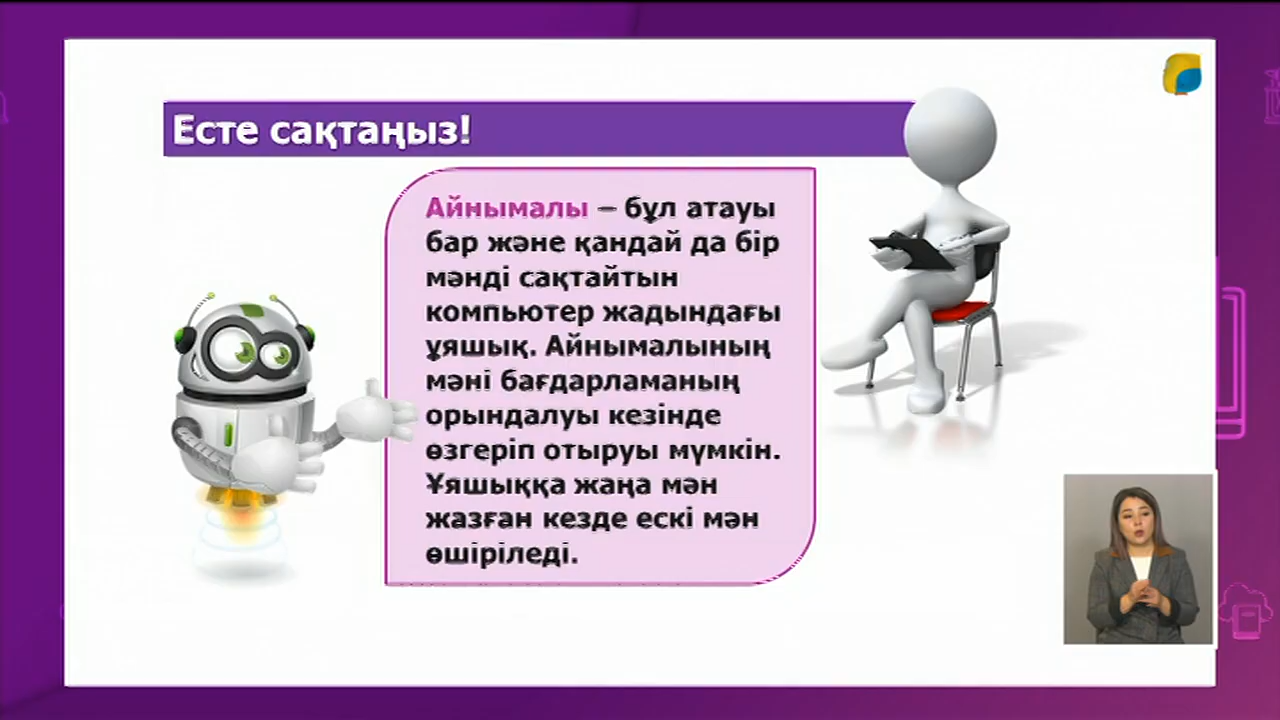 Есте сақтаңыз!
Айнымалы – бұл атауы
бар және қандай да бір
мәнді сақтайтын
компьютер жадындағы
ұяшық. Айнымалының
мәні бағдарламаның
орындалуы кезінде
өзгеріп отыруы мүмкін.
Ұяшыққа жаңа мән
жазған кезде ескі мән
өшіріледі.